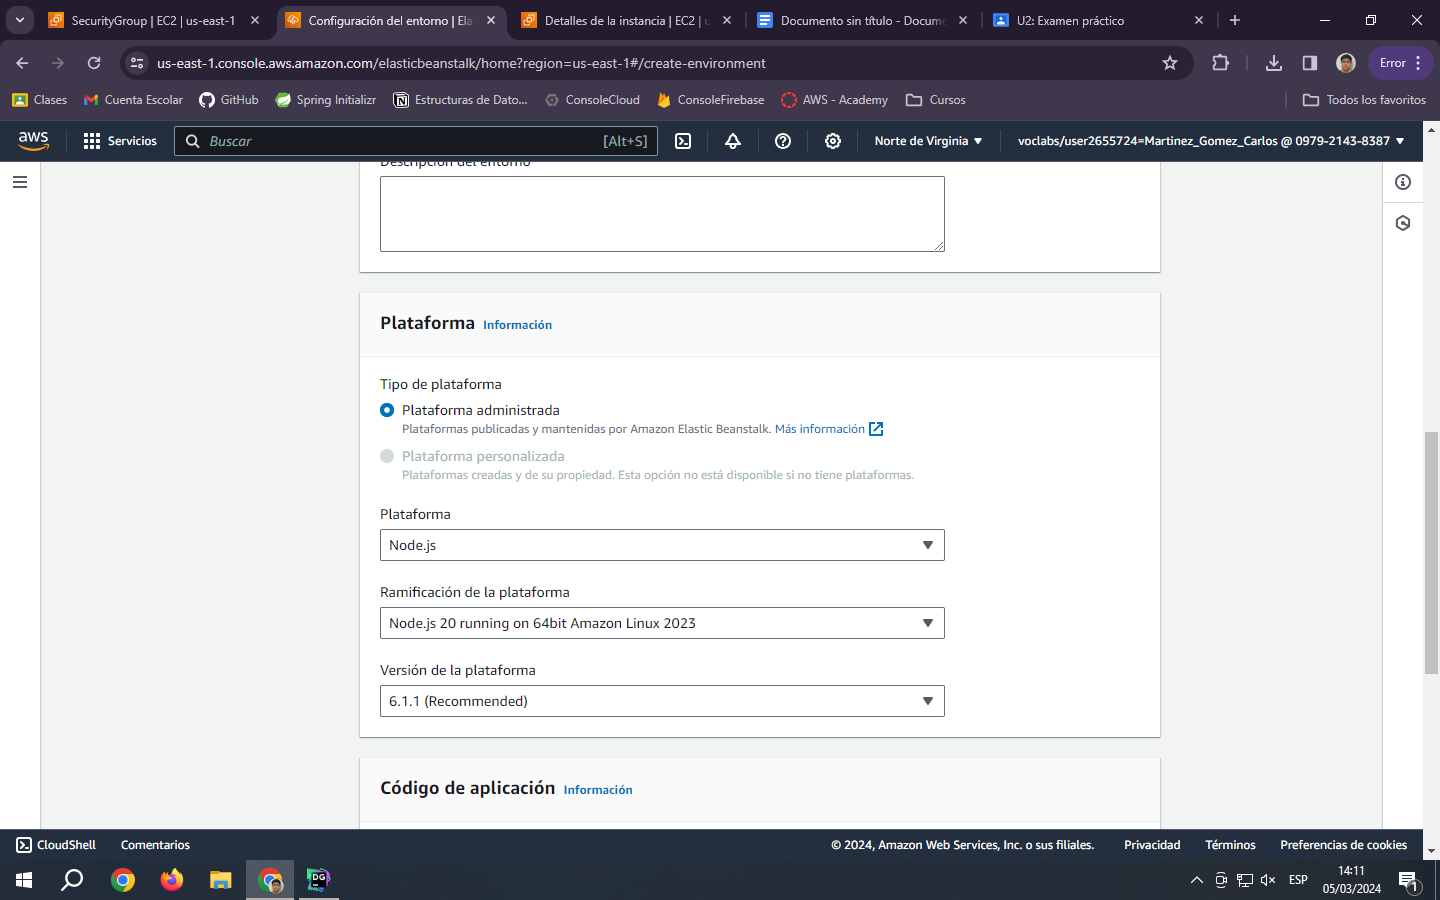 SecurityGroup | EC2 | us-east-1
Configuración del entorno | Ela
Detalles de la instancia | EC2 | u
Documento sin título - Docume
U2: Examen práctico
us-east-1.console.aws.amazon.com/elasticbeanstalk/home?region=us-east-1#/create-environment
Error
Clases
Cuenta Escolar
GitHub
Spring Initializr
Estructuras de Dato...
ConsoleCloud
ConsoleFirebase
AWS - Academy
Cursos
Todos los favoritos
aws
Servicios
Buscar
[Alt+S]
Norte de Virginia
voclabs/user2655724=Martinez_Gomez_Carlos @ 0979-2143-8387
Descripción del entorno
Plataforma Información
Tipo de plataforma
Plataforma administrada
Plataformas publicadas y mantenidas por Amazon Elastic Beanstalk. Más información
Plataforma personalizada
Plataformas creadas y de su propiedad. Esta opción no está disponible si no tiene plataformas.
Plataforma
Node.js
Ramificación de la plataforma
Node.js 20 running on 64bit Amazon Linux 2023
Versión de la plataforma
6.1.1 (Recommended)
Código de aplicación Información
CloudShell
Comentarios
© 2024, Amazon Web Services, Inc. o sus filiales.
Privacidad
Términos
Preferencias de cookies
DG
ESP
14:11
05/03/2024
1